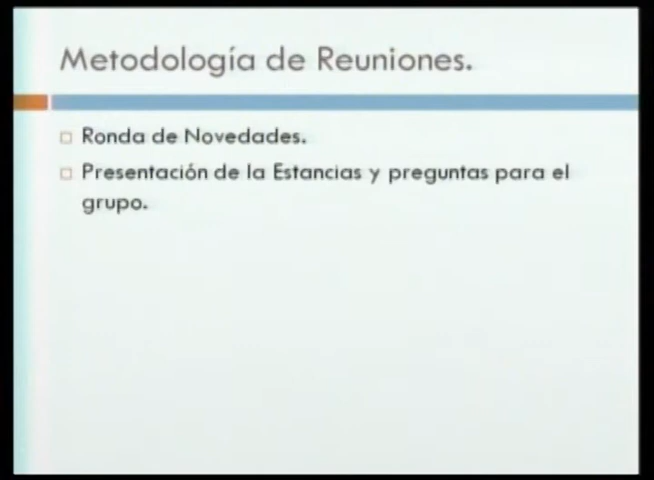 Metodología de Reuniones.
Ronda de Novedades.
Presentación de la Estancias y preguntas para el
grupo.